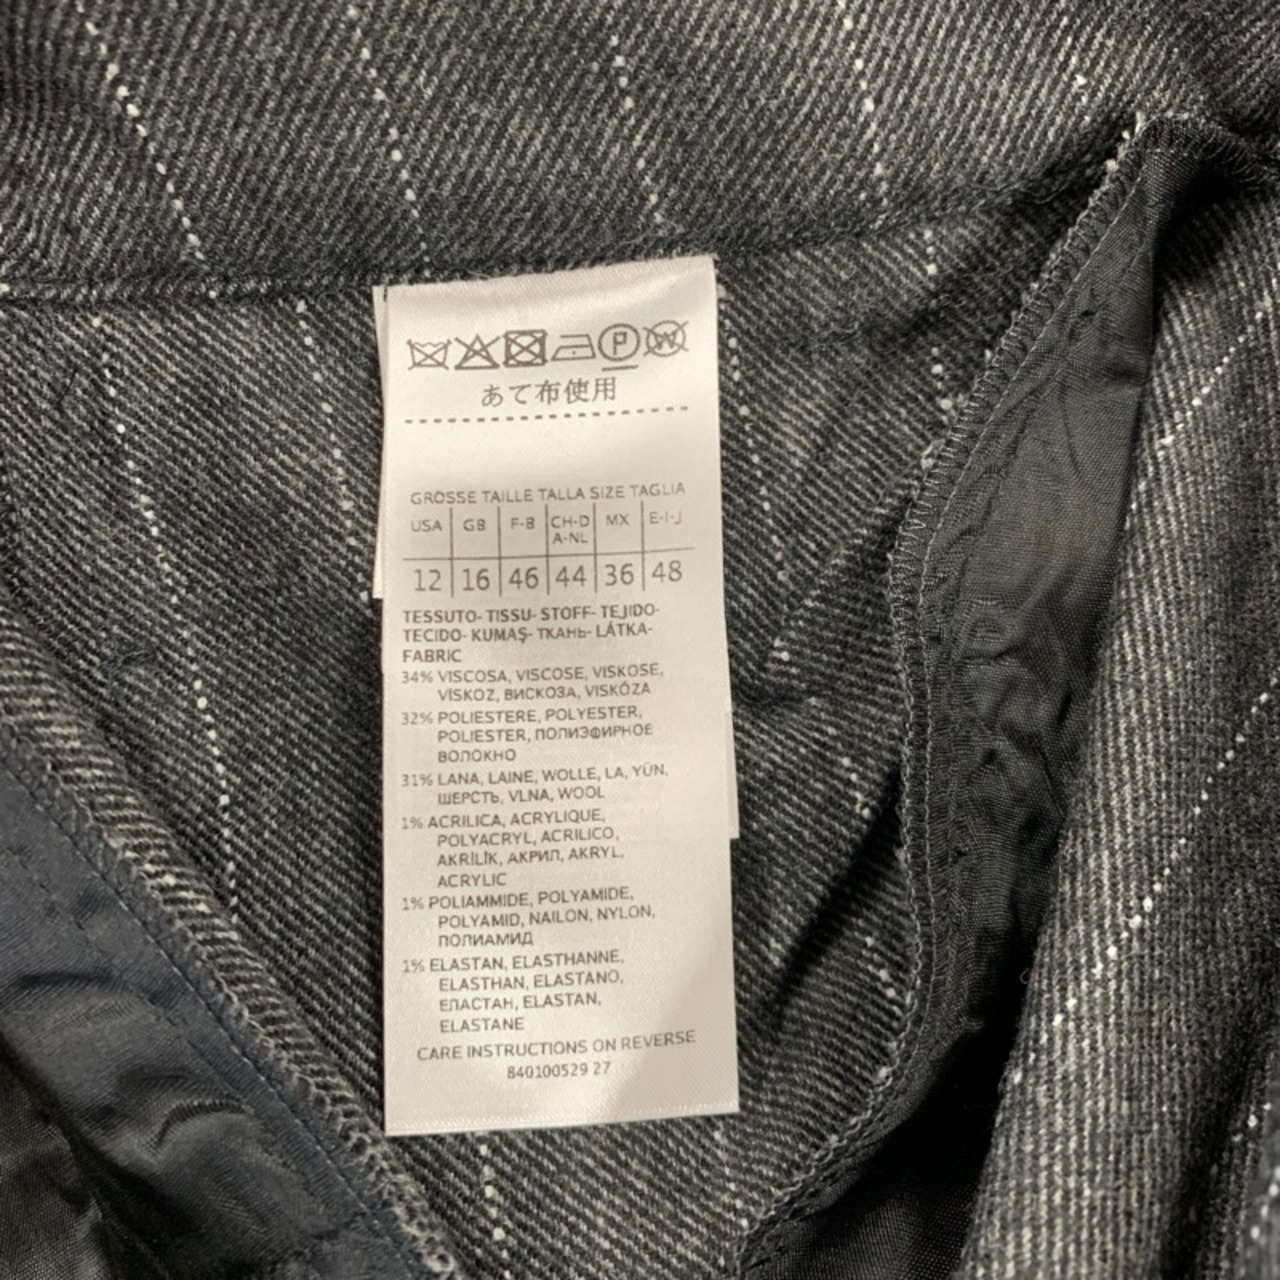 P W
あて布使用
GRÖSSE TAILLE TALLA SIZE TAGLIA
USA GB F-B CH-D MX E-I-J
A-NL
12 16 46 44 36 48
TESSUTO- TISSU- STOFF- TEJIDO-
TECIDO- KUMAŞ- ТКАНЬ- LÁTKA-
FABRIC
34% VISCOSA, VISCOSE, VISKOSE,
VİSKOZ, ВИСКОЗА, VISKÓZA
32% POLIESTERE, POLYESTER,
POLIESTER, ПОЛИЭФИРНОЕ
ВОЛОКНО
31% LANA, LAINE, WOLLE, LA, YÜN,
ШЕРСТЬ, VLNA, WOOL
1% ACRILICA, ACRYLIQUE,
POLYACRYL, ACRILICO,
AKRİLİK, АКРИЛ, AKRYL,
ACRYLIC
1% POLIAMMIDE, POLYAMIDE,
POLYAMID, NAILON, NYLON,
ПОЛИАМИД
1% ELASTAN, ELASTHANNE,
ELASTHAN, ELASTANO,
ЕЛАСТАН, ELASTAN,
ELASTANE
CARE INSTRUCTIONS ON REVERSE
840100529 27